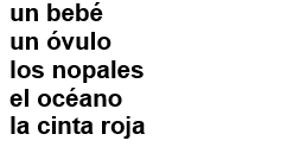 un bebé
un óvulo
los nopales
el océano
la cinta roja